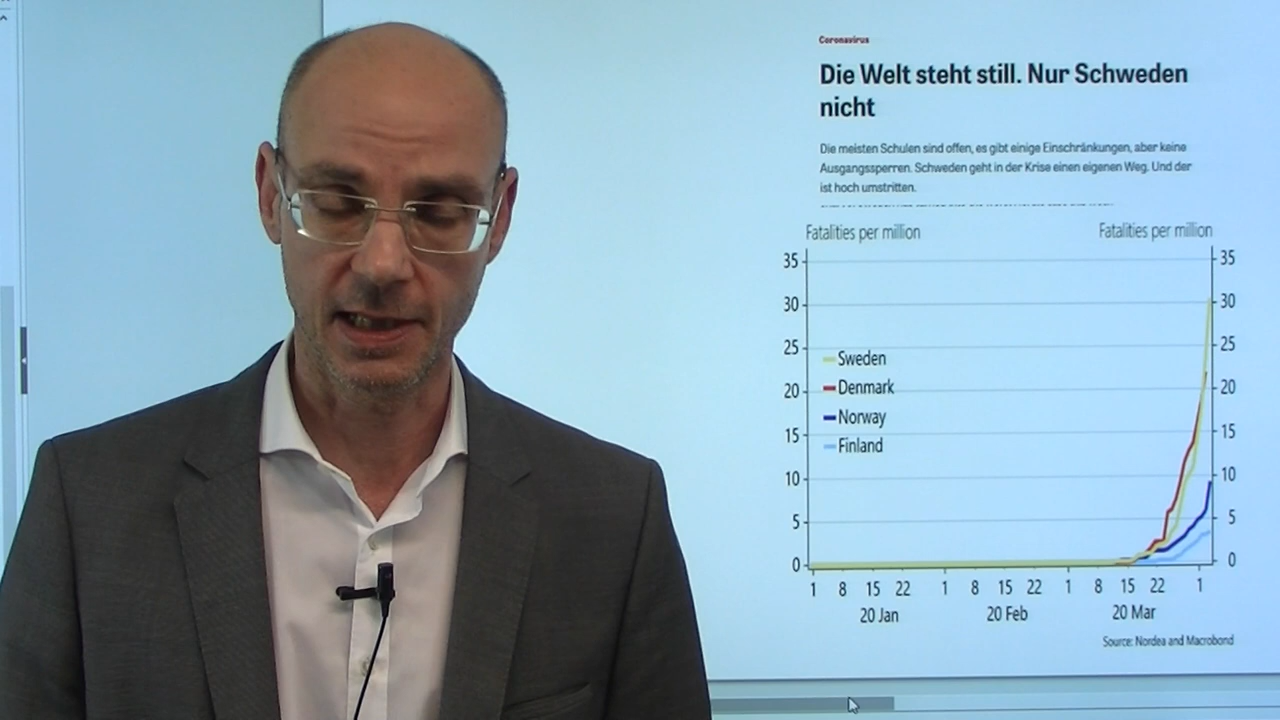 Coronavirus
Die Welt steht still. Nur Schweden
nicht
Die meisten Schulen sind offen, es gibt einige Einschränkungen, aber keine
Ausgangssperren. Schweden geht in der Krise einen eigenen Weg. Und der
ist hoch umstritten.
Fatalities per million Fatalities per million
35 35
30 30
25 25
Sweden
20 Denmark 20
Norway
15 15
Finland
10 10
5 5
0 0
1 8 15 22 1 8 15 22 1 8 15 22 1
20 Jan 20 Feb 20 Mar
Source: Nordea and Macrobond